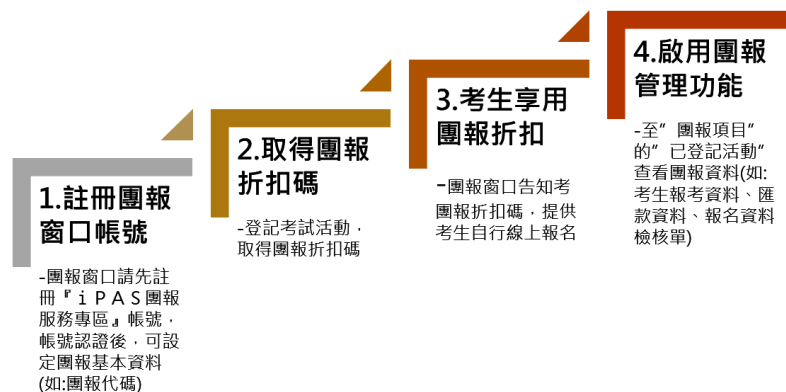 1.註冊團報
窗口帳號
-團報窗口請先註
冊『ｉＰＡＳ團報
服務專區』帳號，
帳號認證後，可設
定團報基本資料
(如:團報代碼)
2.取得團報
折扣碼
-登記考試活動，
取得團報折扣碼
3.考生享用
團報折扣
-團報窗口告知考
團報折扣碼，提供
考生自行線上報名
4.啟用團報
管理功能
-至”團報項目”
的”已登記活動”
查看團報資料(如:
考生報考資料、匯
款資料、報名資料
檢核單)